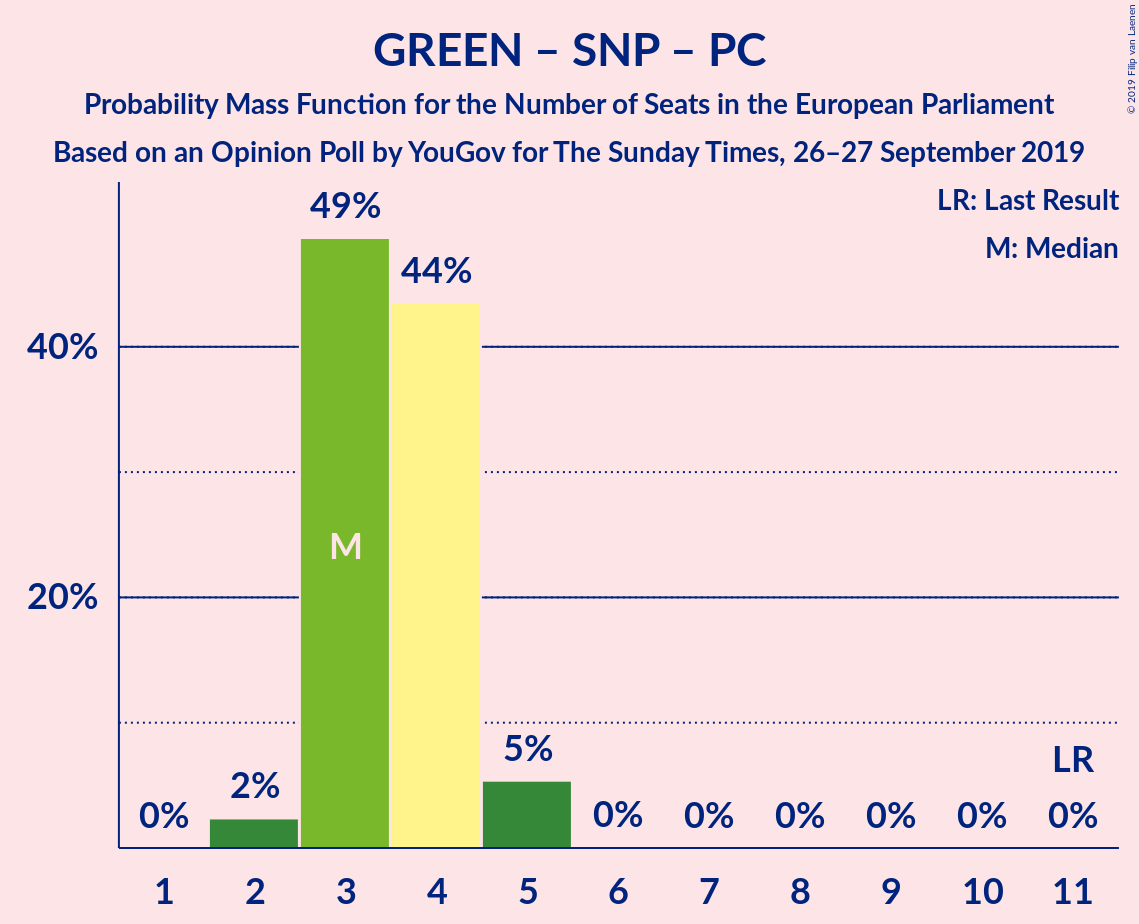 GREEN – SNP – PC
Probability Mass Function for the Number of Seats in the European Parliament
Based on an Opinion Poll by YouGov for The Sunday Times, 26–27 September 2019
© 2019 Filip van Laenen
LR: Last Result
M: Median
49%
44%
40%
M
20%
5%
LR
2%
0% 0% 0% 0% 0% 0% 0%
1 2 3 4 5 6 7 8 9 10 11